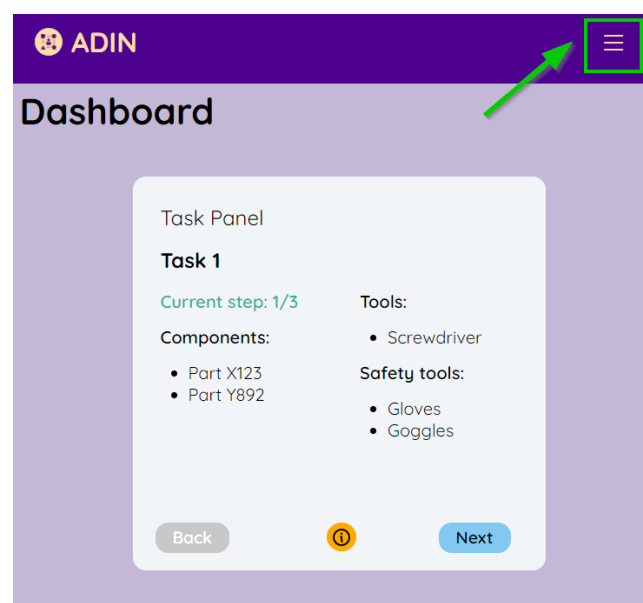 ADIN
Dashboard
Task Panel
Task 1
Current step: 1/3
Components:
Part X123
Part Y892
Tools:
Screwdriver
Safety tools:
Gloves
Goggles
Back
Next